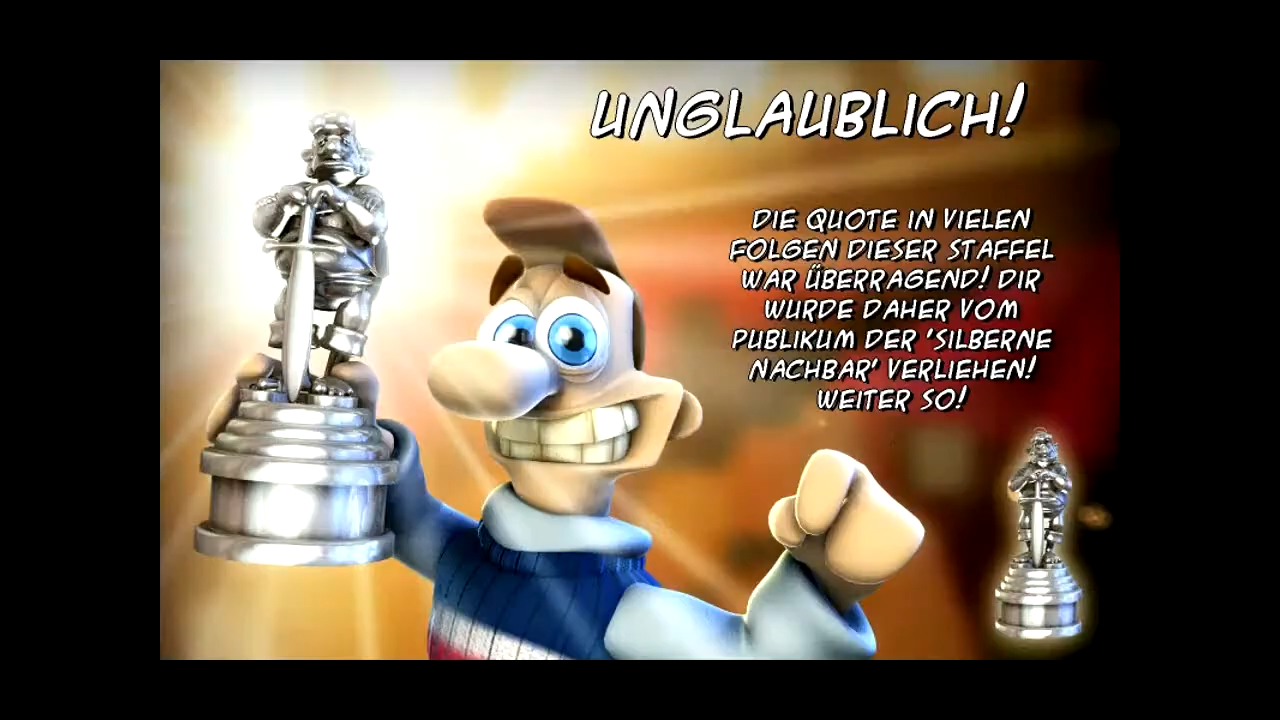 UNGLAUBLICH!
DIE QUOTE IN VIELEN
FOLGEN DIESER STAFFEL
WAR ÜBERRAGEND! DIR
WURDE DAHER VOM
PUBLIKUM DER 'SILBERNE
NACHBAR' VERLIEHEN!
WEITER SO!